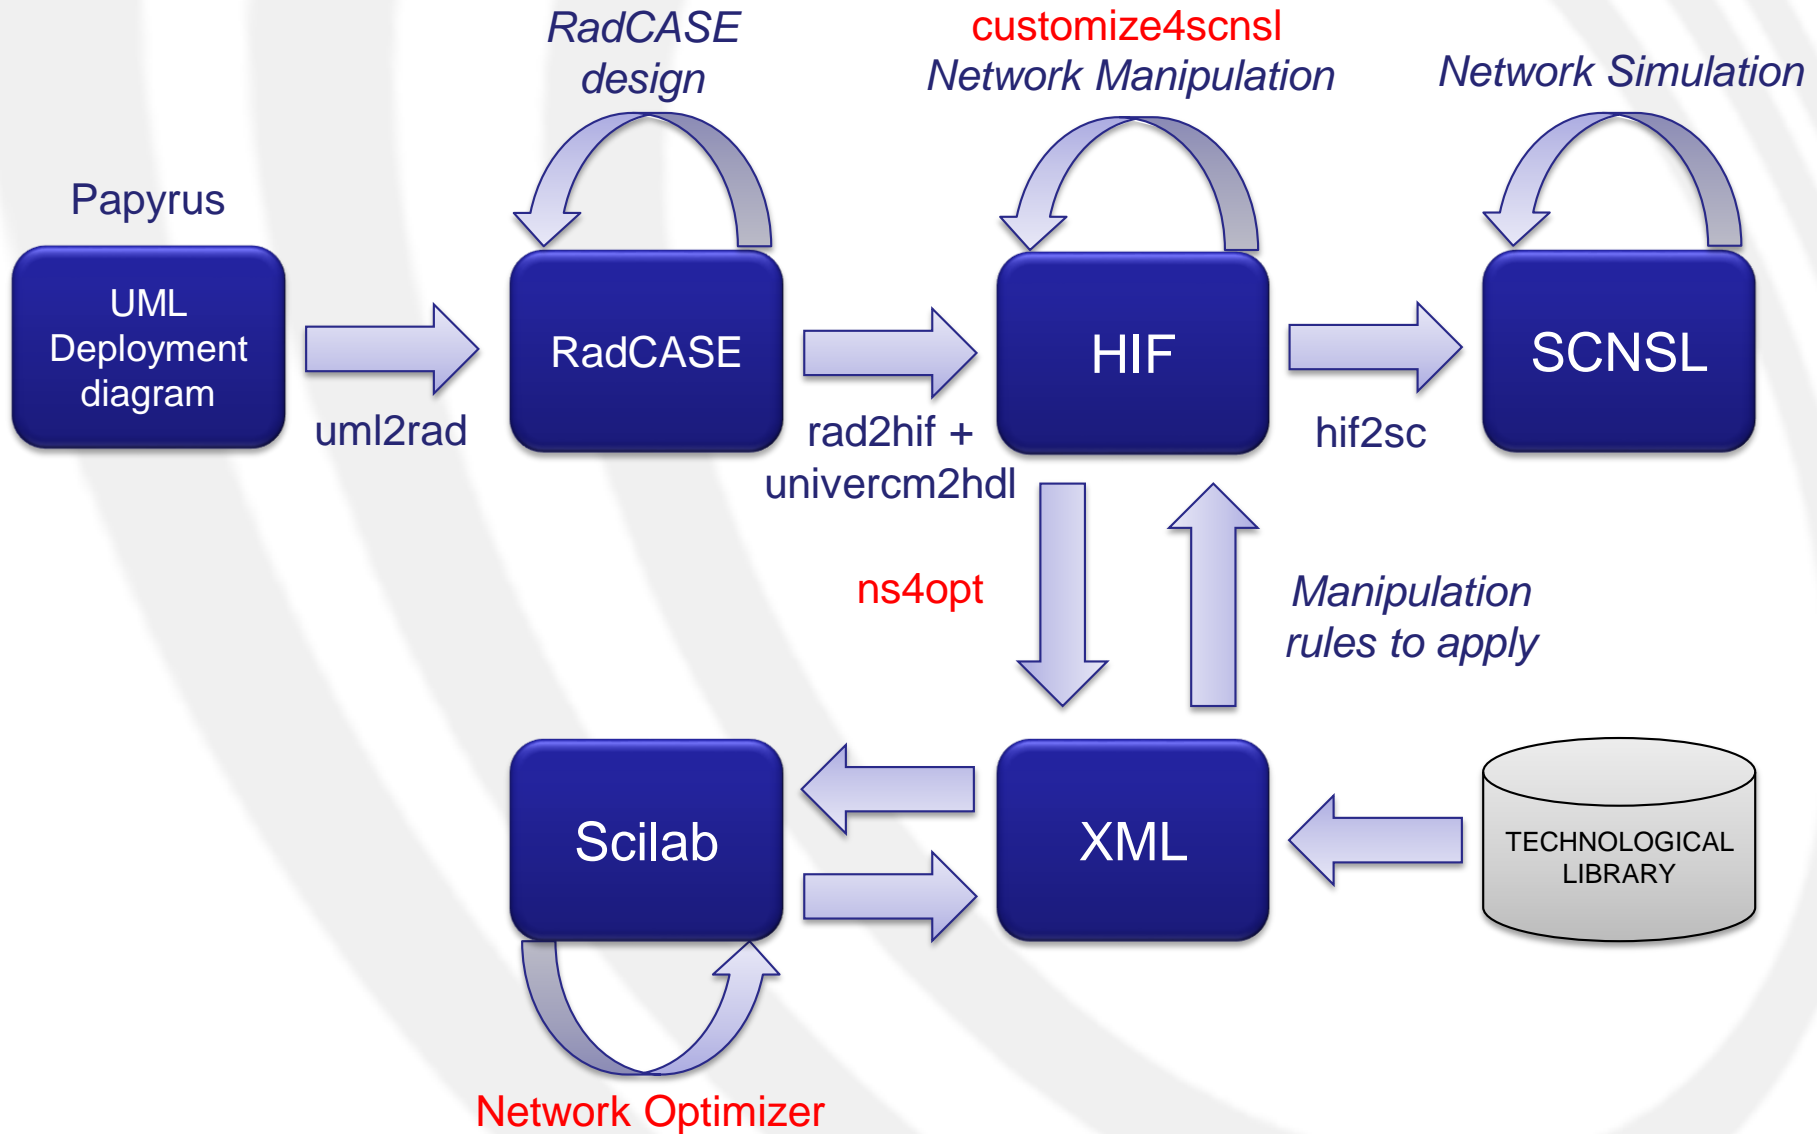 RadCASE
design
customize4scnsl
Network Manipulation
Network Simulation
Papyrus
UML
Deployment
diagram
uml2rad
RadCASE
rad2hif +
univercm2hdl
HIF
hif2sc
SCNSL
ns4opt
Manipulation
rules to apply
Scilab
XML
TECHNOLOGICAL
LIBRARY
Network Optimizer